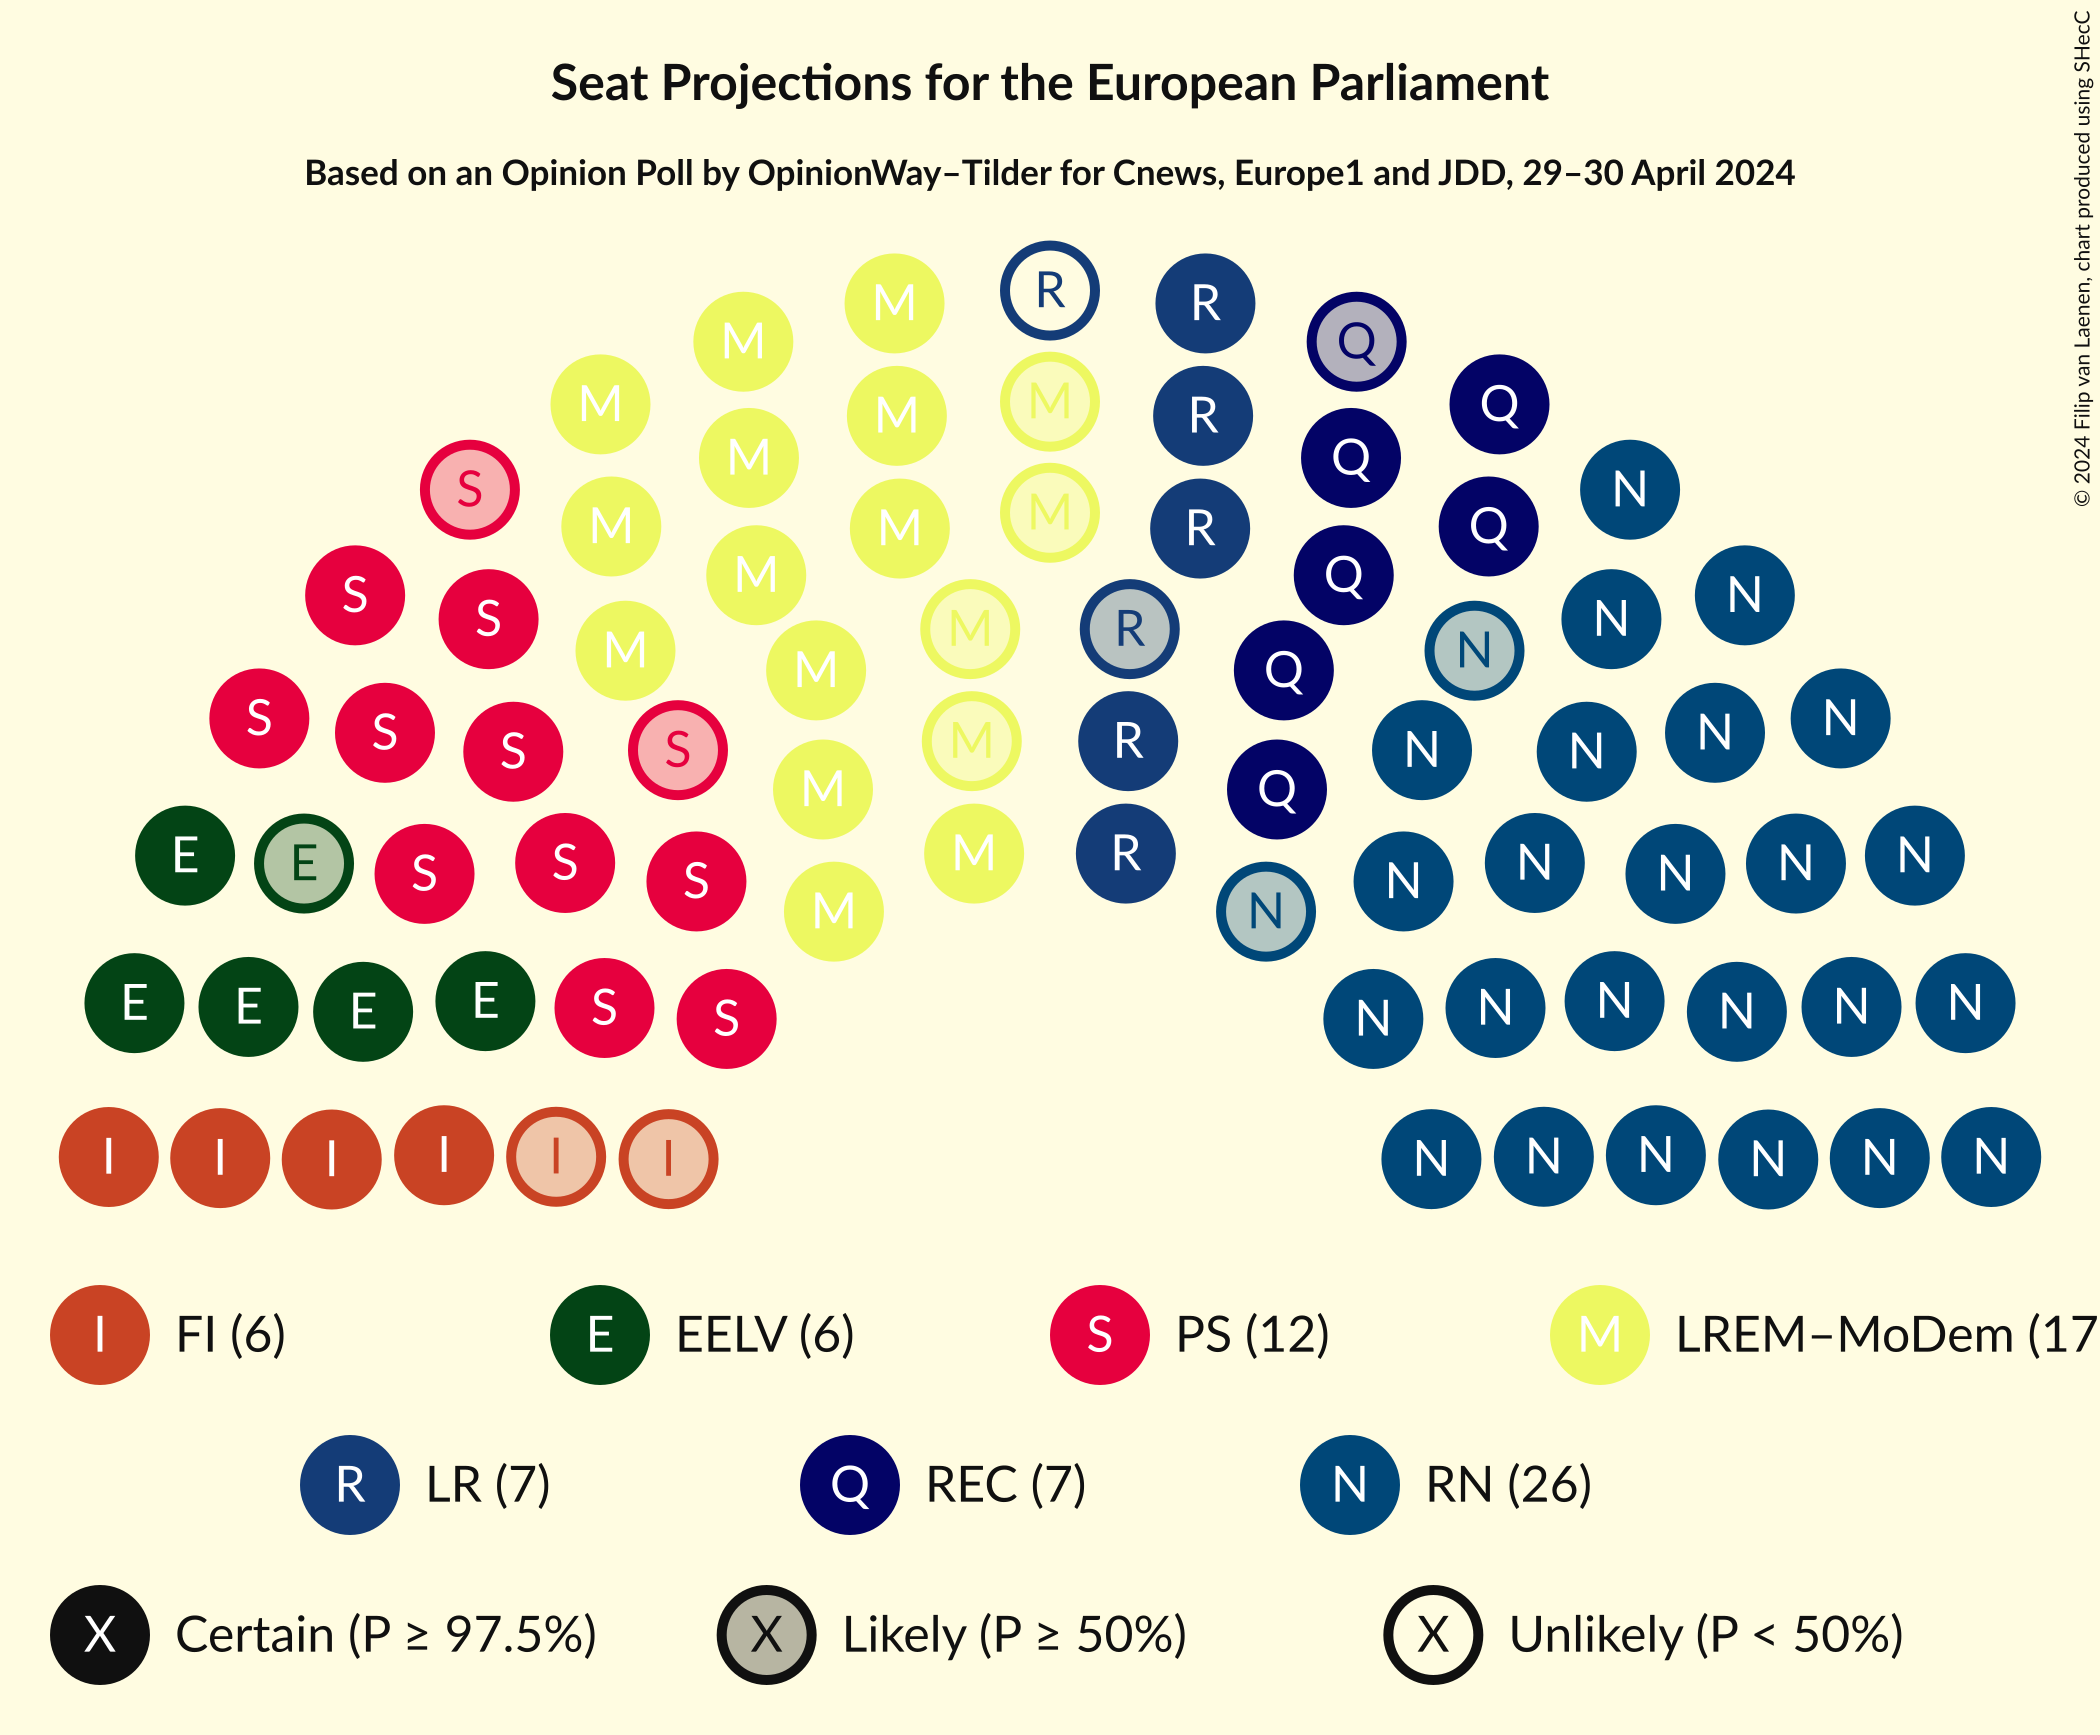 Seat Projections for the European Parliament
Based on an Opinion Poll by OpinionWay–Tilder for Cnews, Europe1 and JDD, 29–30 April 2024
© 2024 Filip van Laenen, chart produced using SHecC
R
M R
M Q
M M
M R Q
S M
M Q
M M R
M Q
S N
S M Q
S N
M M R Q
M N
M Q
S S N N
S S M R N N
M Q
E E S S S M R N N N N N
M N
E E E E S S N N N N N N
I I I I I I N N N N N N
I FI (6) E EELV (6) S PS (12) M LREM–MoDem (17
R LR (7) Q REC (7) N RN (26)
X Certain (P ≥ 97.5%) X Likely (P ≥ 50%) X Unlikely (P < 50%)